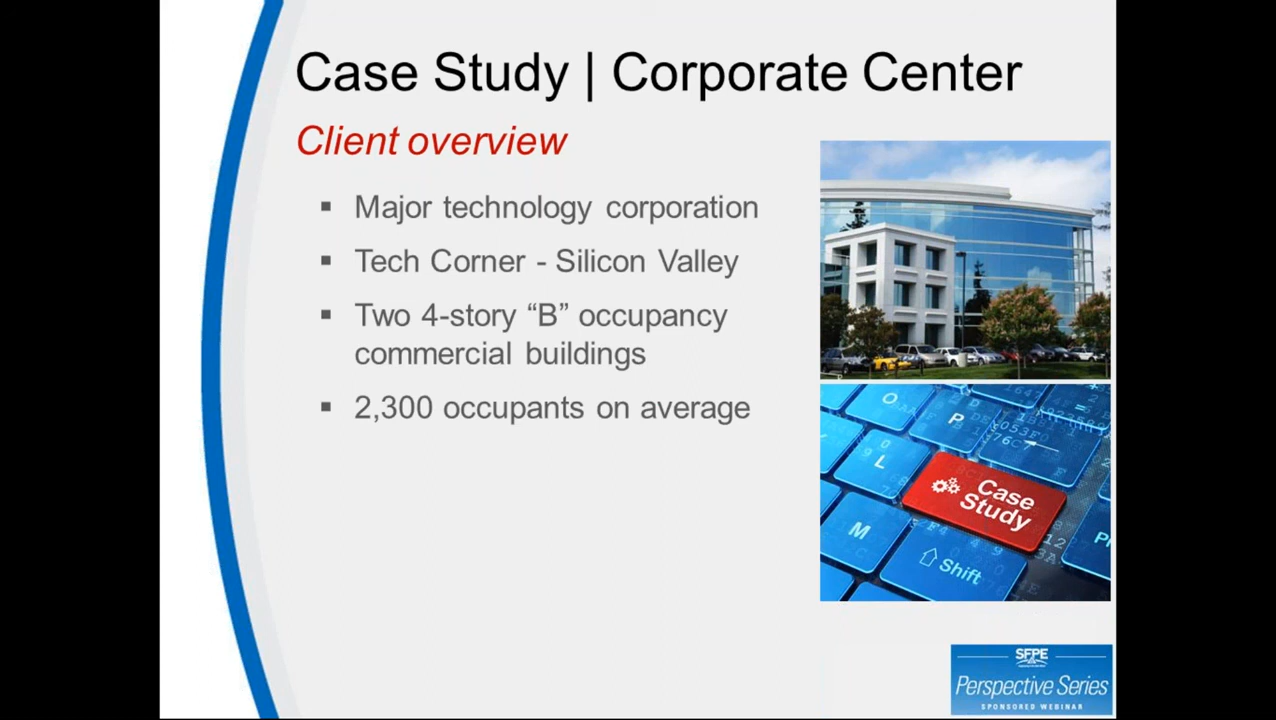 Case Study | Corporate Center
Client overview
▪ Major technology corporation
▪ Tech Corner - Silicon Valley
▪ Two 4-story “B” occupancy
commercial buildings
▪ 2,300 occupants on average
O
P
L
Case
Study
M
Shift
SFPE
Perspective Series
SPONSORED WEBINAR